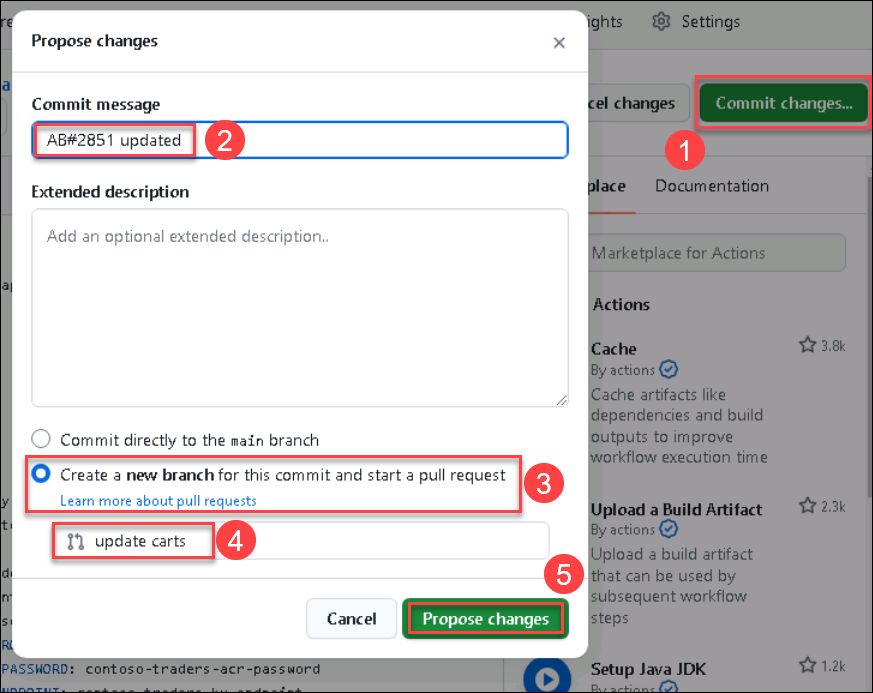 Propose changes
ights
Settings
Commit message
cel changes
Commit changes...
AB#2851 updated
2
1
Extended description
place
Documentation
Add an optional extended description..
Marketplace for Actions
Actions
Cache
3.8k
By actions
Cache artifacts like
dependencies and build
outputs to improve
workflow execution time
Commit directly to the main branch
Create a new branch for this commit and start a pull request
Learn more about pull requests
3
Upload a Build Artifact
2.3k
By actions
Upload a build artifact
that can be used by
subsequent workflow
steps
update carts
4
5
Cancel
Propose changes
PASSWORD: contoso-traders-acr-password
Setup Java JDK
1.2k
By actions